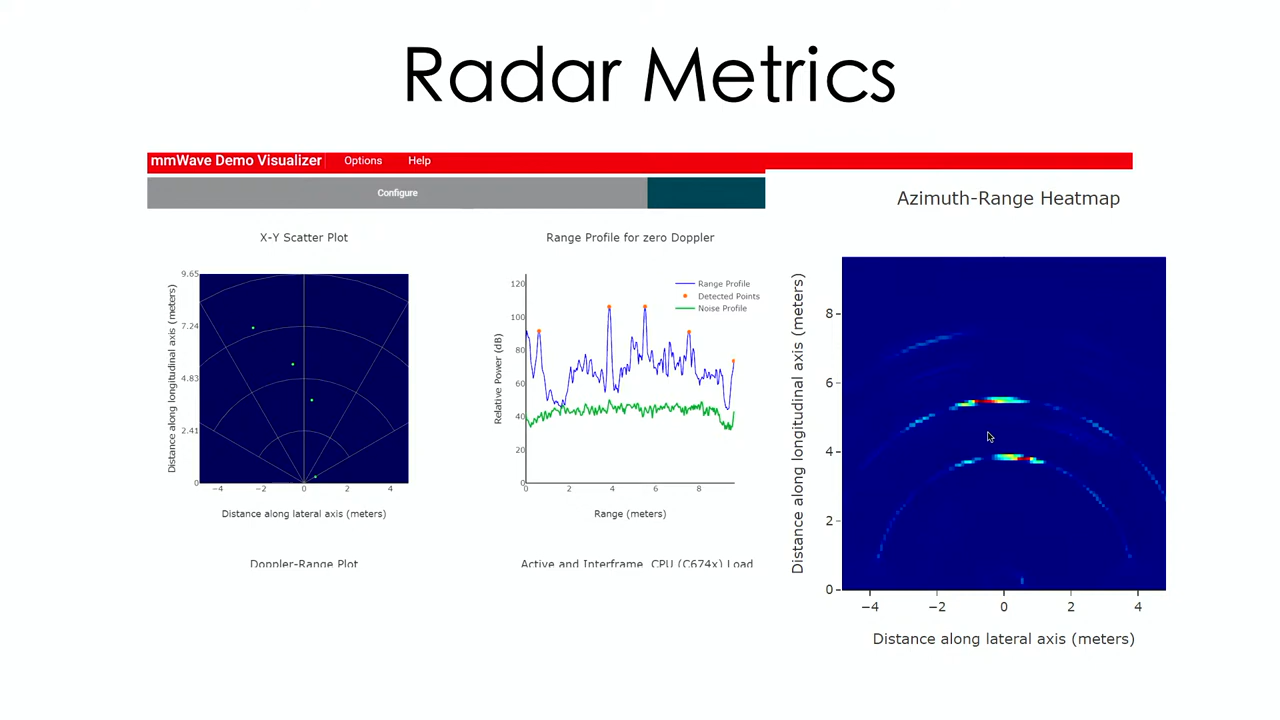 Radar Metrics
mmWave Demo Visualizer Options Help
Configure
X-Y Scatter Plot
9.65
7.24
4.83
2.41
0
−4 −2 0 2 4
Distance along longitudinal axis (meters)
Distance along lateral axis (meters)
Doppler-Range Plot
Range Profile for zero Doppler
Range Profile
Detected Points
Noise Profile
120
100
80
60
40
20
0
0 2 4 6 8
Relative Power (dB)
Range (meters)
Active and Interframe CPU (C674x) Load
Azimuth-Range Heatmap
8
6
4
2
0
−4 −2 0 2 4
Distance along longitudinal axis (meters)
Distance along lateral axis (meters)